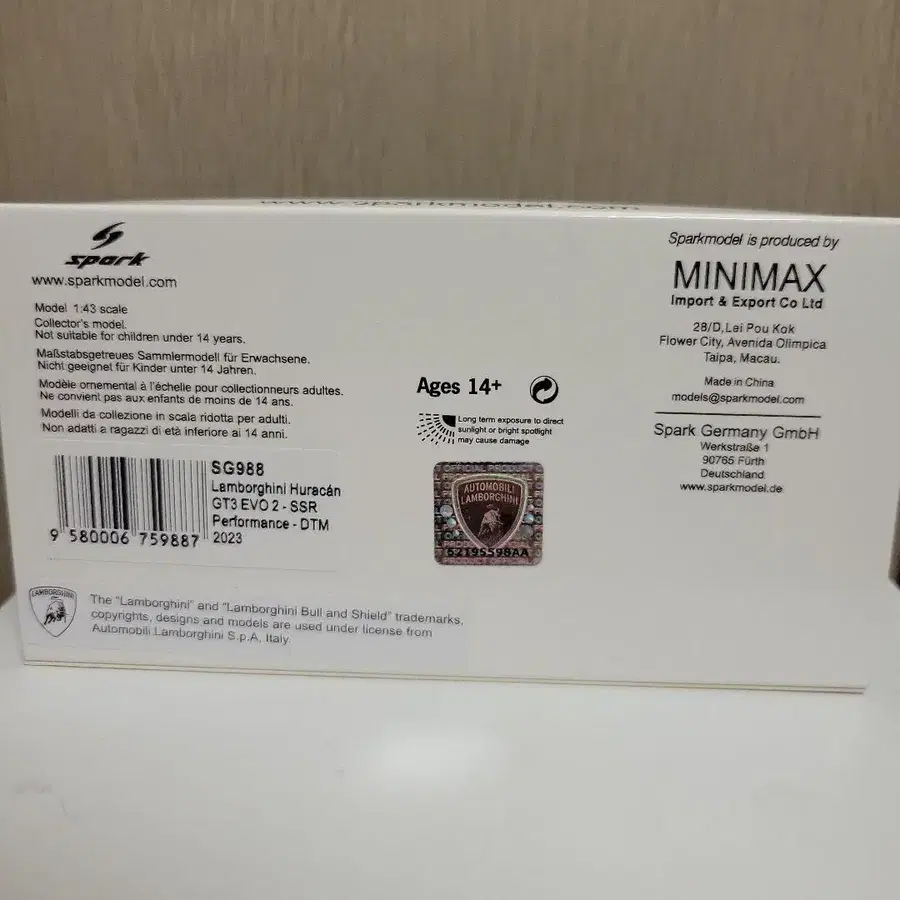 www.sparkmodel.com
spark
www.sparkmodel.com
Model 1:43 scale
Collector's model.
Not suitable for children under 14 years.
Maßstabsgetreues Sammlermodell für Erwachsene.
Nicht geeignet für Kinder unter 14 Jahren.
Modèle ornemental à l'échelle pour collectionneurs adultes.
Ne convient pas aux enfants de moins de 14 ans.
Modelli da collezione in scala ridotta per adulti.
Non adatti a ragazzi di età inferiore ai 14 anni.
SG988
Lamborghini Huracán
GT3 EVO 2 - SSR
Performance - DTM
2023
9 580006 759887
LAMBORGHINI
The "Lamborghini" and "Lamborghini Bull and Shield" trademarks,
copyrights, designs and models are used under license from
Automobili Lamborghini S.p.A, Italy.
Ages 14+
Long term exposure to direct
sunlight or bright spotlight
may cause damage
OFFICIAL PRODUCT
AUTOMOBILI
LAMBORGHINI
62195598AA
Sparkmodel is produced by
MINIMAX
Import & Export Co Ltd
28/D,Lei Pou Kok
Flower City, Avenida Olimpica
Taipa, Macau.
Made in China
models@sparkmodel.com
Spark Germany GmbH
Werkstraße 1
90765 Fürth
Deutschland
www.sparkmodel.de